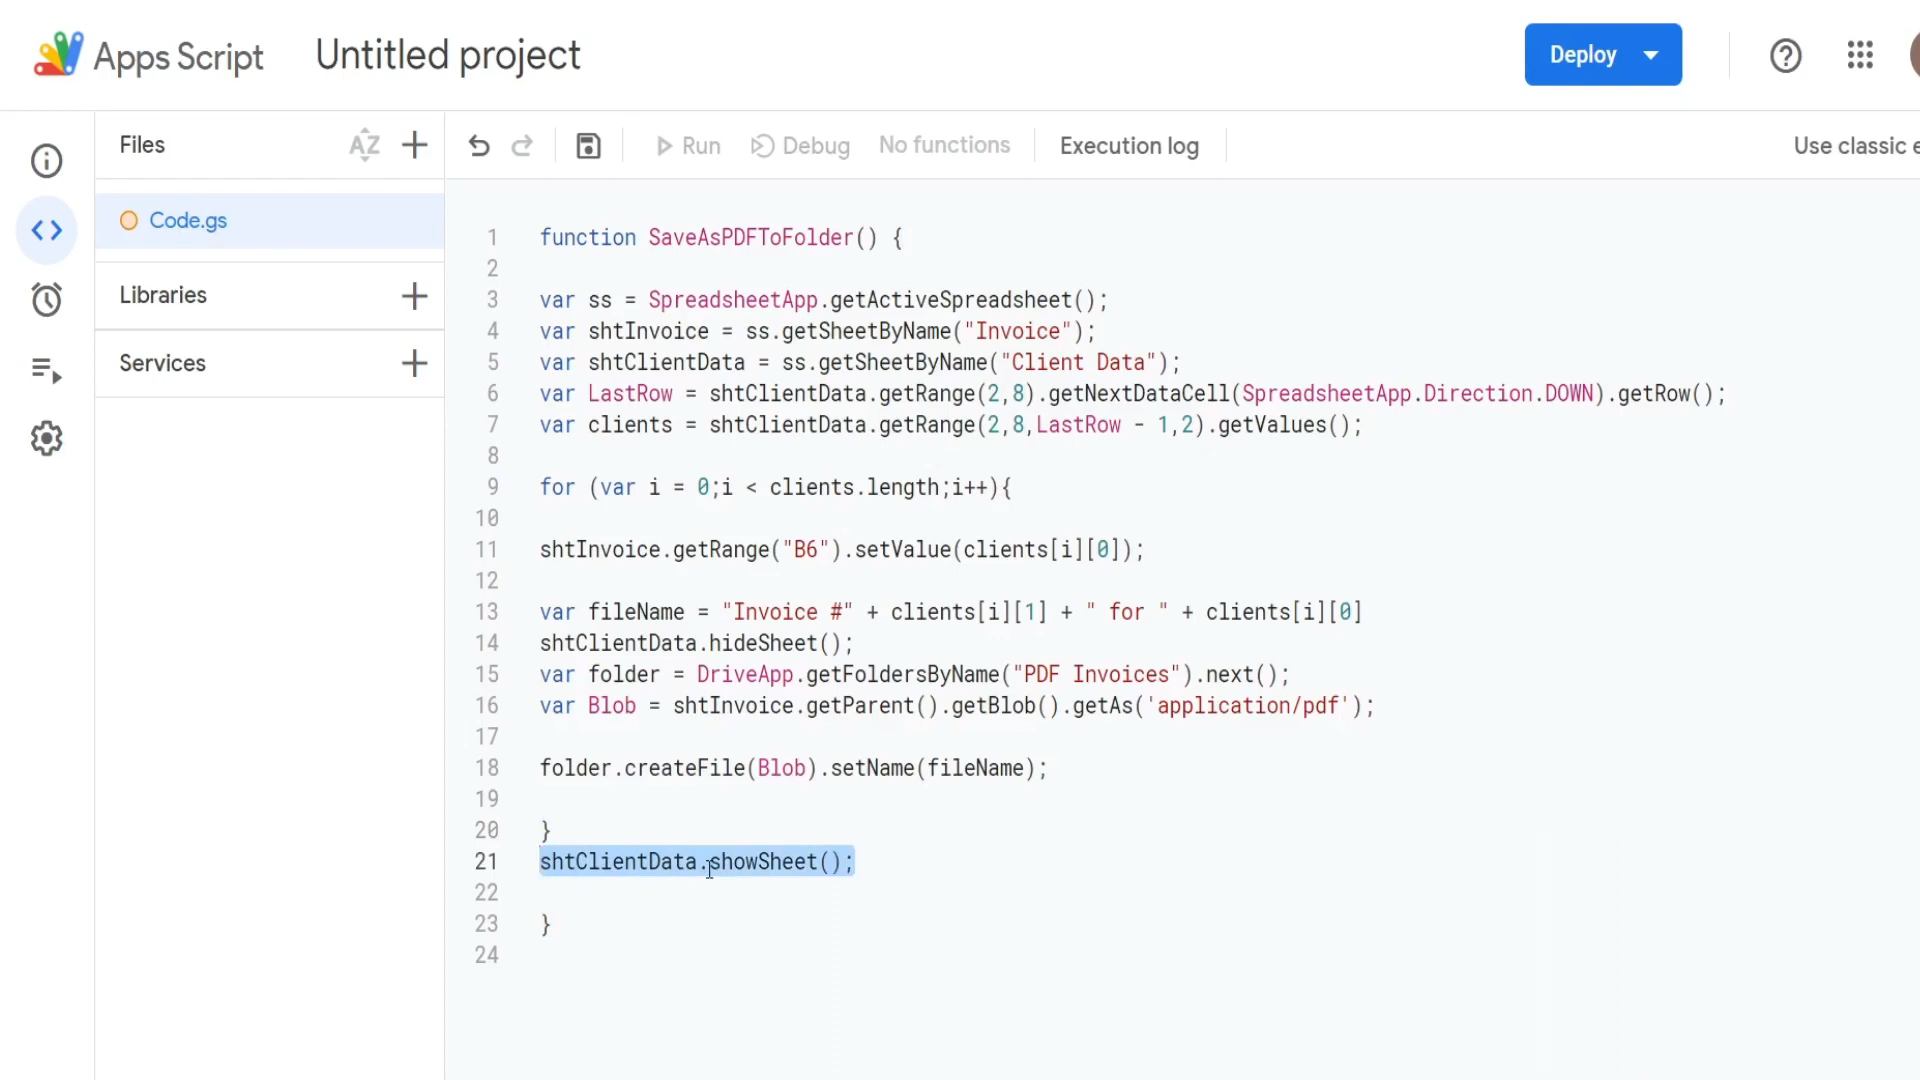 Apps Script
Untitled project
Deploy
Files
AZ
Run
Debug
No functions
Execution log
Use classic e
Code.gs
Libraries
Services
1 function SaveAsPDFToFolder() {
2
3 var ss = SpreadsheetApp.getActiveSpreadsheet();
4 var shtInvoice = ss.getSheetByName("Invoice");
5 var shtClientData = ss.getSheetByName("Client Data");
6 var LastRow = shtClientData.getRange(2,8).getNextDataCell(SpreadsheetApp.Direction.DOWN).getRow();
7 var clients = shtClientData.getRange(2,8,LastRow - 1,2).getValues();
8
9 for (var i = 0;i < clients.length;i++){
10
11 shtInvoice.getRange("B6").setValue(clients[i][0]);
12
13 var fileName = "Invoice #" + clients[i][1] + " for " + clients[i][0]
14 shtClientData.hideSheet();
15 var folder = DriveApp.getFoldersByName("PDF Invoices").next();
16 var Blob = shtInvoice.getParent().getBlob().getAs('application/pdf');
17
18 folder.createFile(Blob).setName(fileName);
19
20 }
21 shtClientData.showSheet();
22
23 }
24